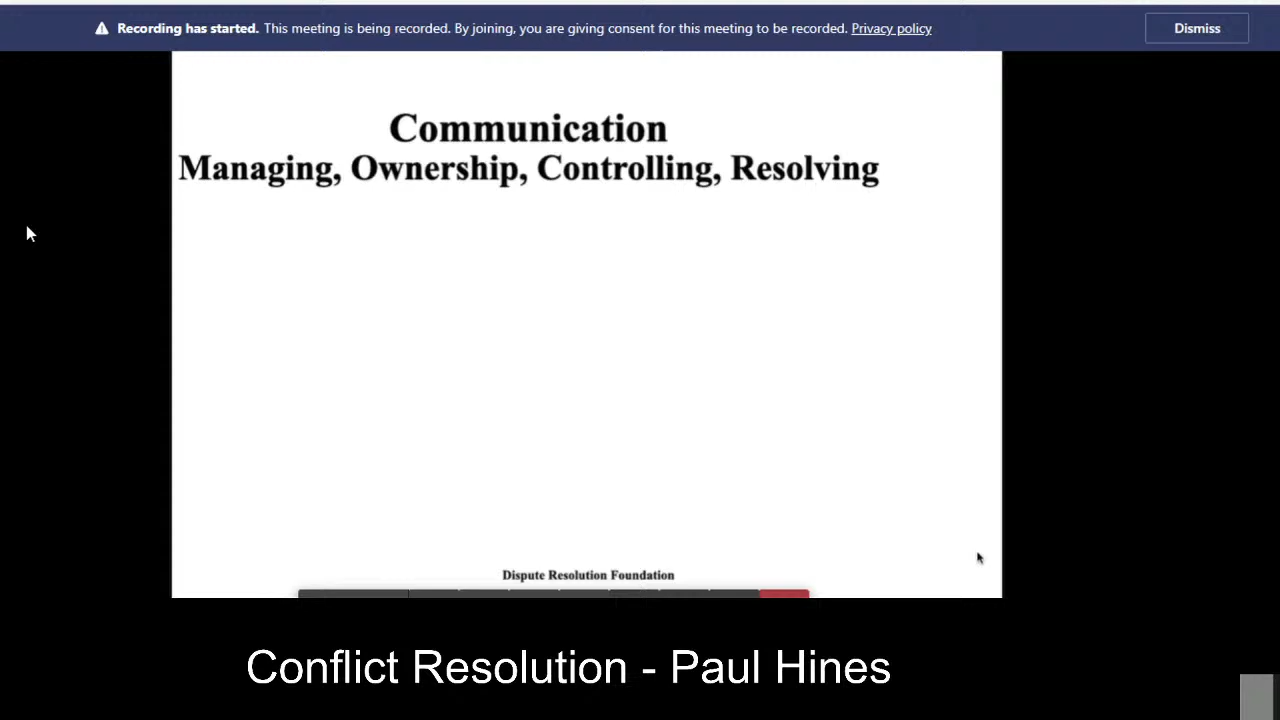 Recording has started. This meeting is being recorded. By joining, you are giving consent for this meeting to be recorded. Privacy policy
Dismiss
Communication
Managing, Ownership, Controlling, Resolving
Dispute Resolution Foundation
Conflict Resolution - Paul Hines